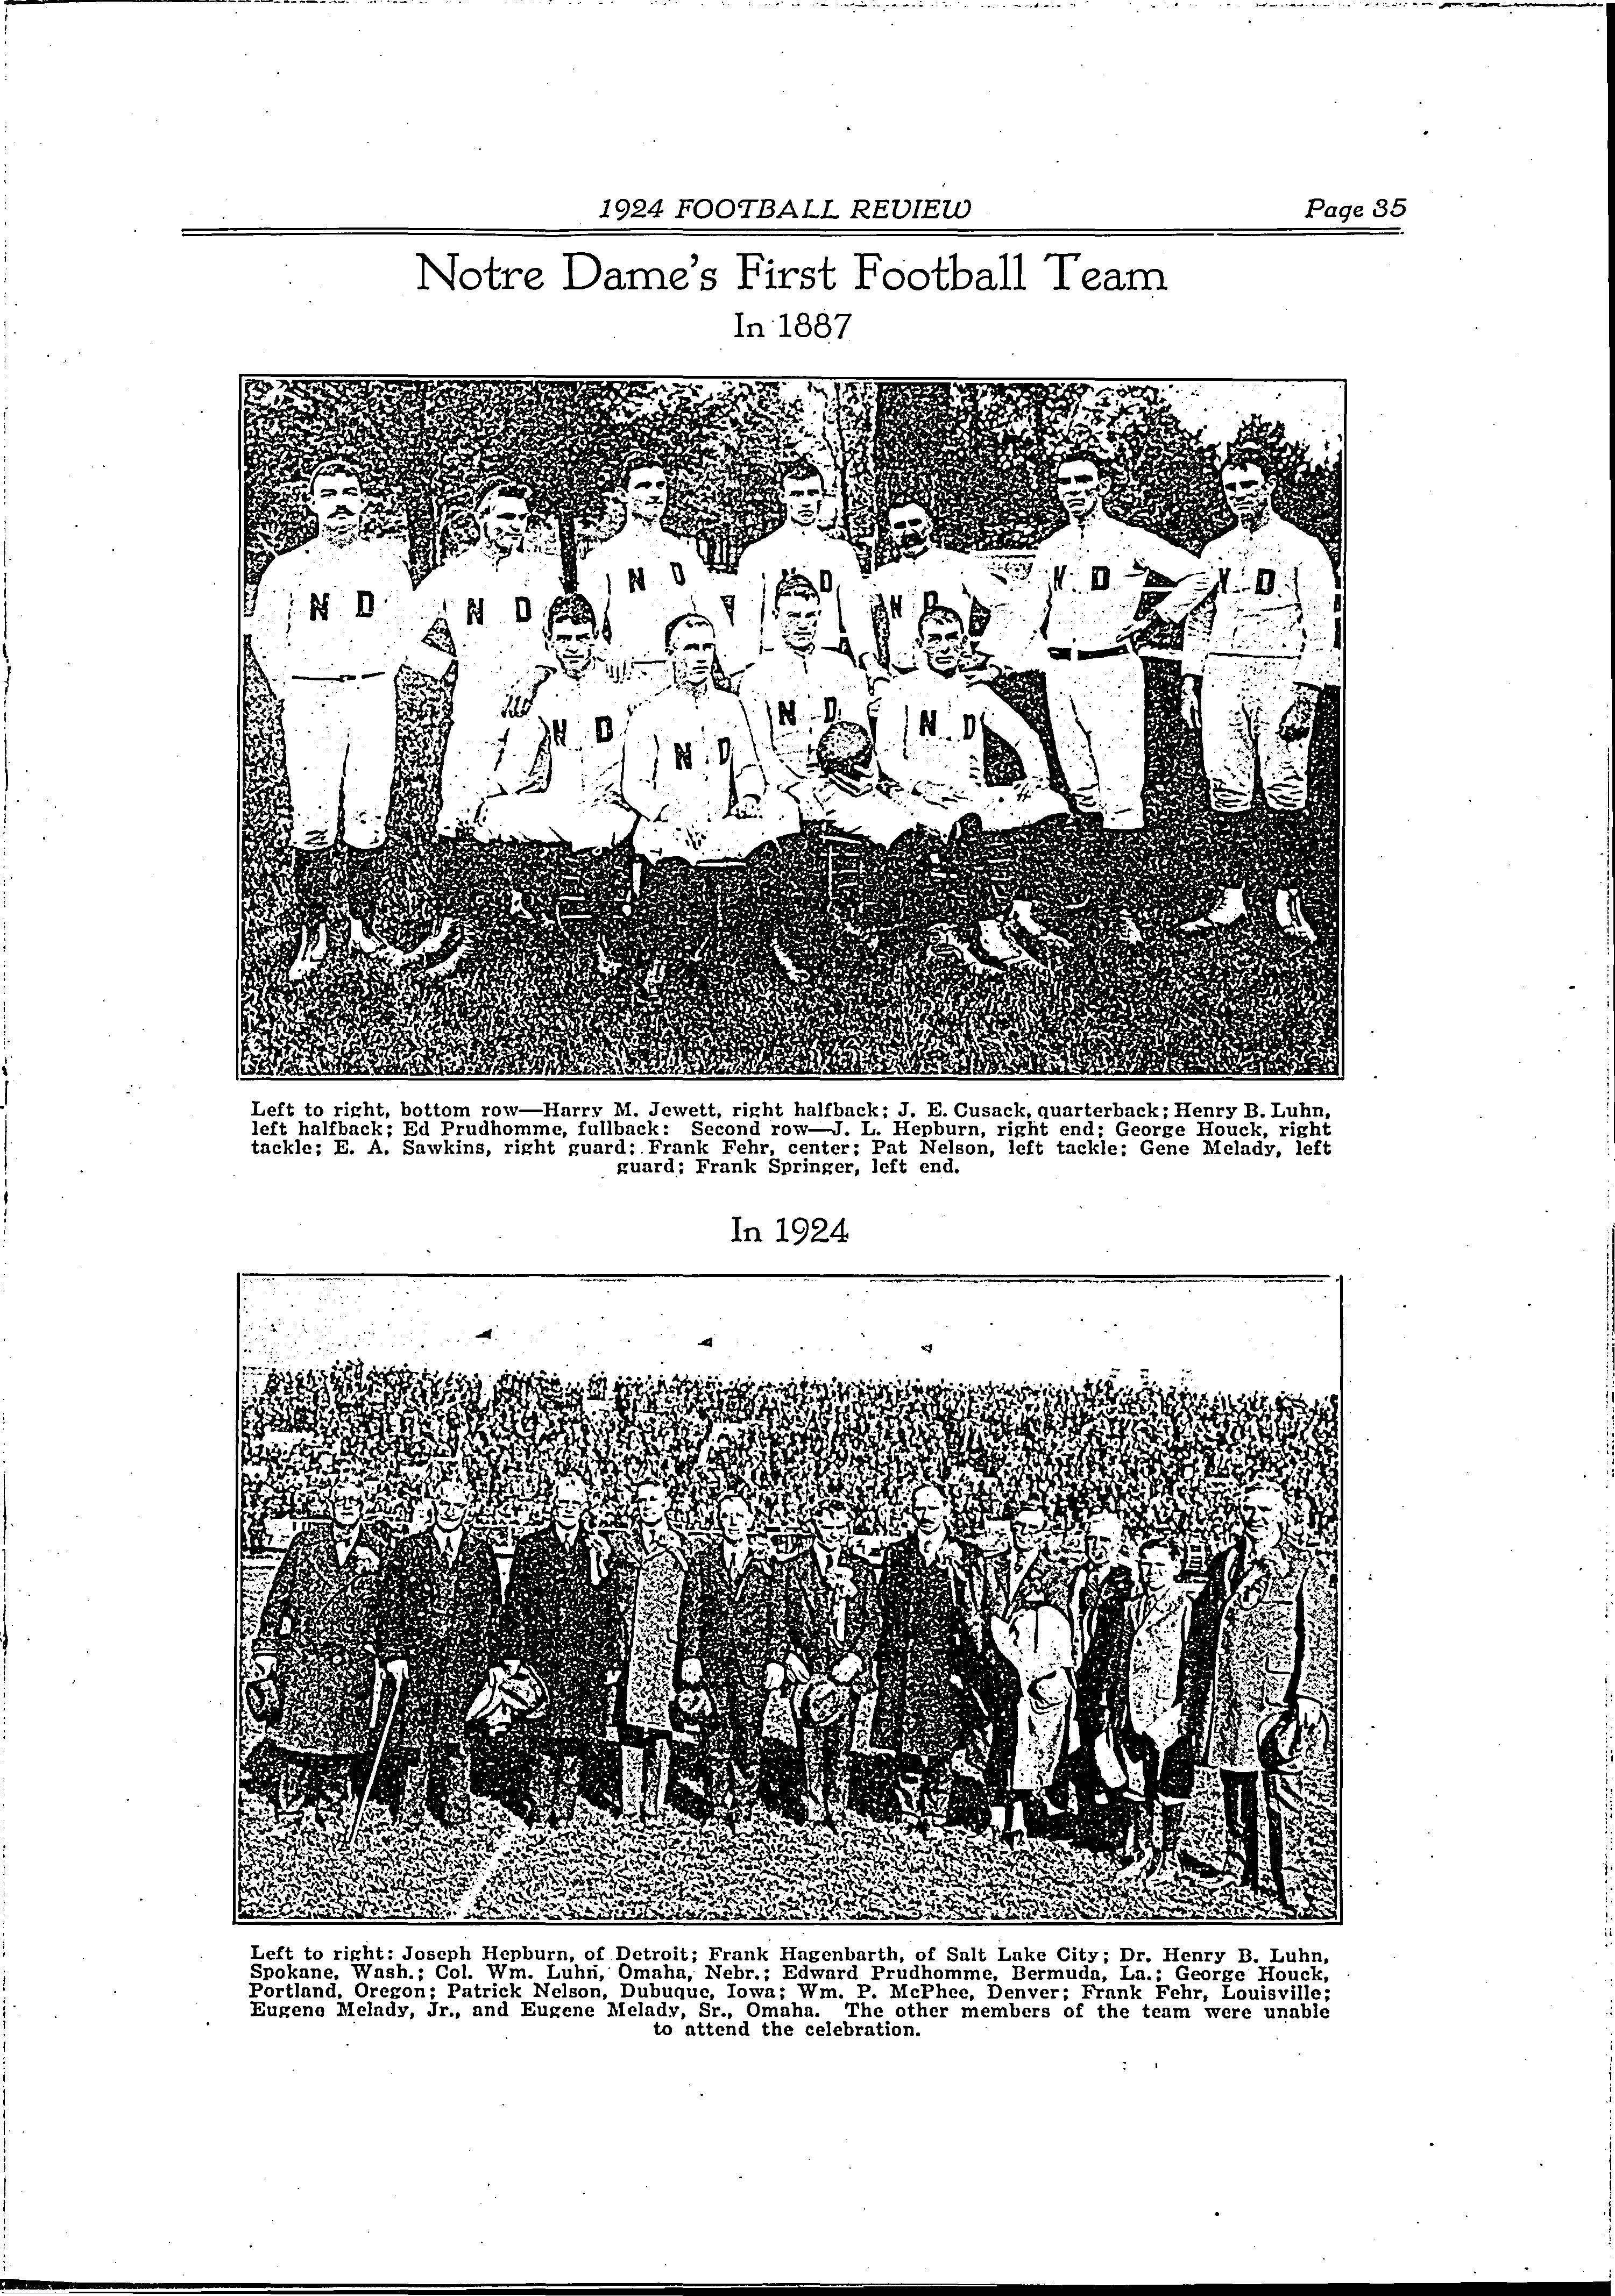 1924 FOOTBALL REVIEW Page 35
Notre Dame's First Football Team
In 1887
N D
N D
N D
N D
N D
N D
N D
N D
N D
N D
N D
Left to right, bottom row—Harry M. Jewett, right halfback; J. E. Cusack, quarterback; Henry B. Luhn,
left halfback; Ed Prudhomme, fullback: Second row—J. L. Hepburn, right end; George Houck, right
tackle; E. A. Sawkins, right guard; Frank Fehr, center; Pat Nelson, left tackle; Gene Melady, left
guard; Frank Springer, left end.
In 1924
Left to right: Joseph Hepburn, of Detroit; Frank Hagenbarth, of Salt Lake City; Dr. Henry B. Luhn,
Spokane, Wash.; Col. Wm. Luhn, Omaha, Nebr.; Edward Prudhomme, Bermuda, La.; George Houck,
Portland, Oregon; Patrick Nelson, Dubuque, Iowa; Wm. P. McPhee, Denver; Frank Fehr, Louisville;
Eugene Melady, Jr., and Eugene Melady, Sr., Omaha. The other members of the team were unable
to attend the celebration.